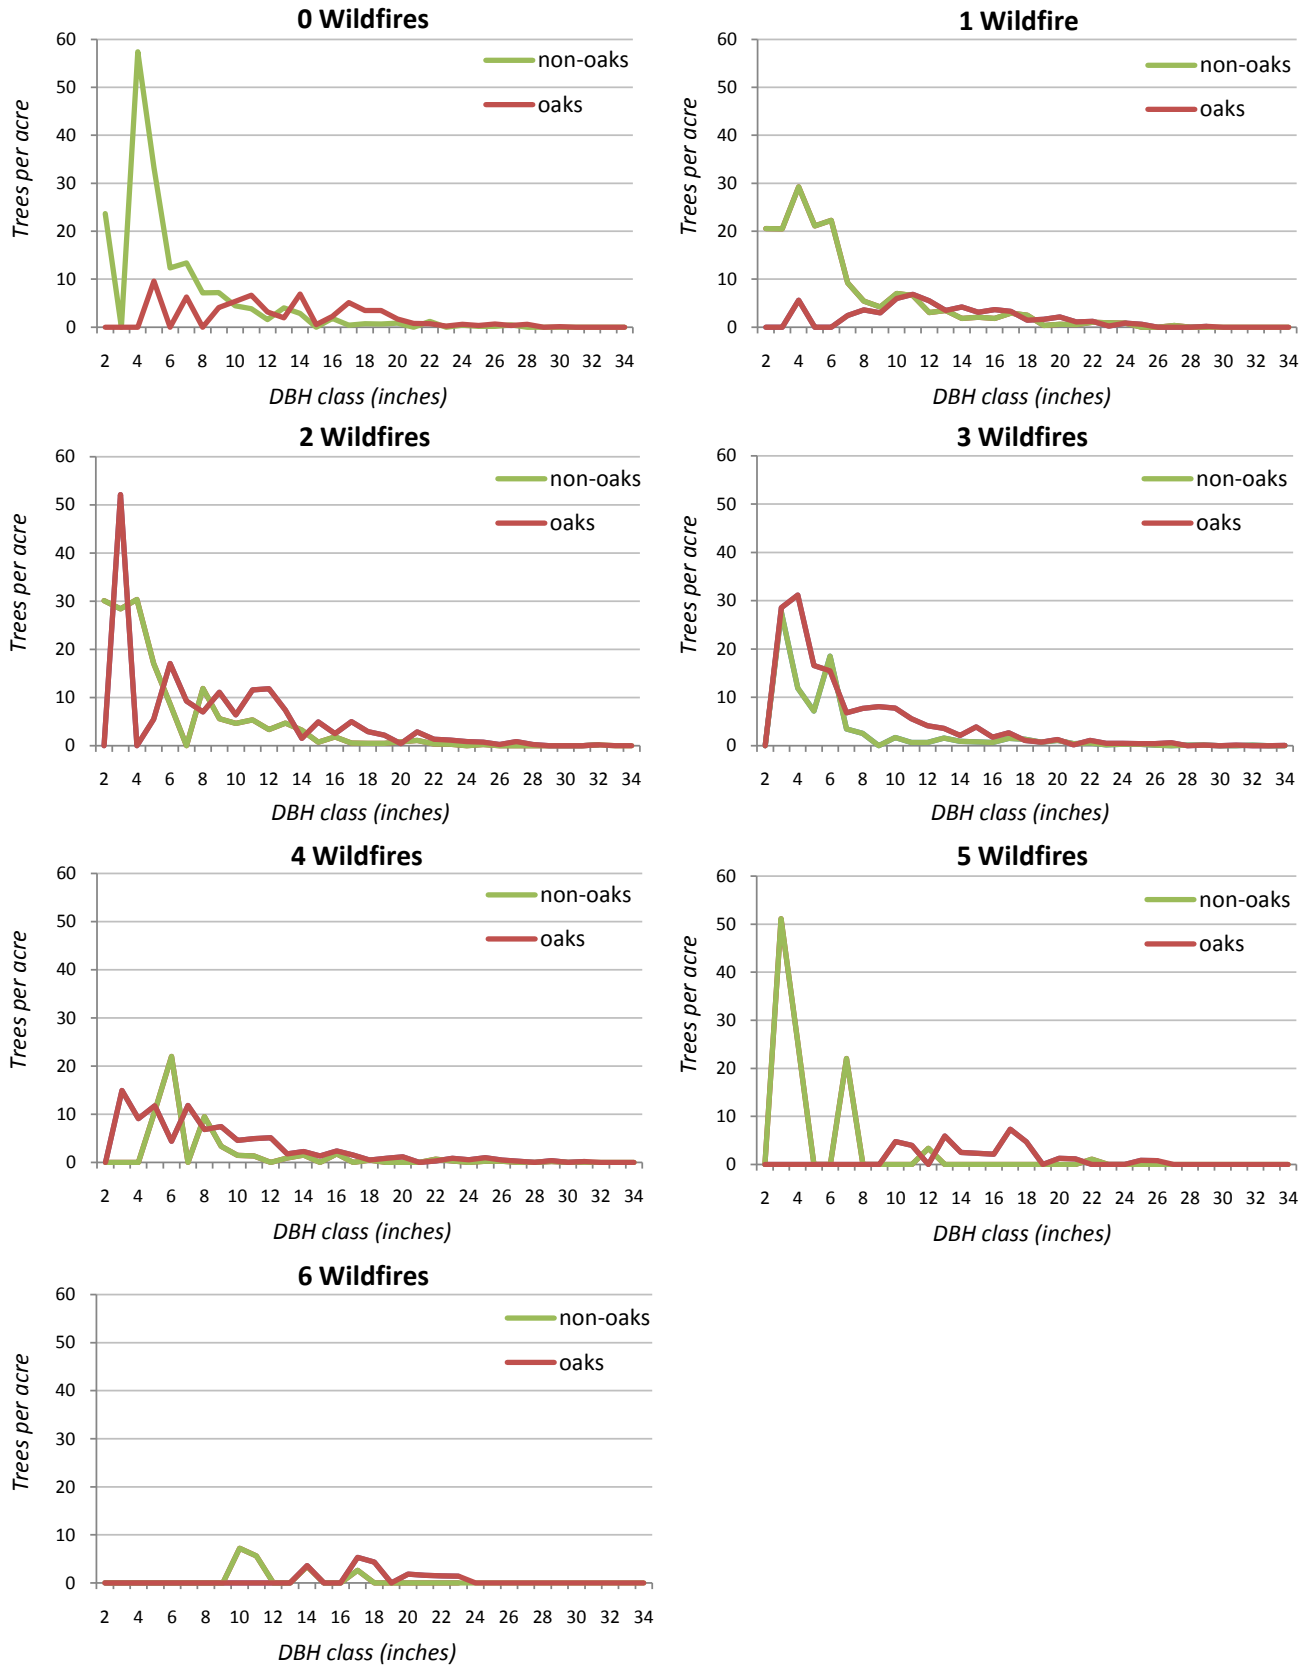 0 Wildfires
60
50
40
30
20
10
0
Trees per acre
non-oaks
oaks
2 4 6 8 10 12 14 16 18 20 22 24 26 28 30 32 34
DBH class (inches)
1 Wildfire
60
50
40
30
20
10
0
Trees per acre
non-oaks
oaks
2 4 6 8 10 12 14 16 18 20 22 24 26 28 30 32 34
DBH class (inches)
2 Wildfires
60
50
40
30
20
10
0
Trees per acre
non-oaks
oaks
2 4 6 8 10 12 14 16 18 20 22 24 26 28 30 32 34
DBH class (inches)
3 Wildfires
60
50
40
30
20
10
0
Trees per acre
non-oaks
oaks
2 4 6 8 10 12 14 16 18 20 22 24 26 28 30 32 34
DBH class (inches)
4 Wildfires
60
50
40
30
20
10
0
Trees per acre
non-oaks
oaks
2 4 6 8 10 12 14 16 18 20 22 24 26 28 30 32 34
DBH class (inches)
5 Wildfires
60
50
40
30
20
10
0
Trees per acre
non-oaks
oaks
2 4 6 8 10 12 14 16 18 20 22 24 26 28 30 32 34
DBH class (inches)
6 Wildfires
60
50
40
30
20
10
0
Trees per acre
non-oaks
oaks
2 4 6 8 10 12 14 16 18 20 22 24 26 28 30 32 34
DBH class (inches)